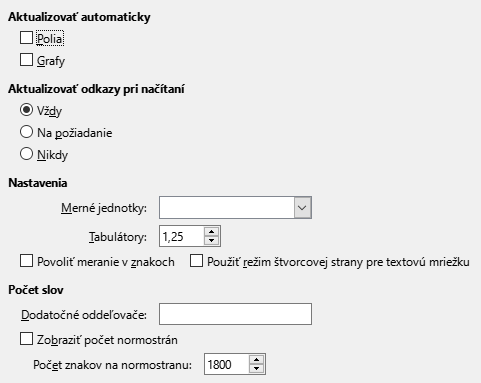 Aktualizovať automaticky
Polia
Grafy
Aktualizovať odkazy pri načítaní
Vždy
Na požiadanie
Nikdy
Nastavenia
Merné jednotky:
Tabulátory: 1,25
Povoliť meranie v znakoch Použiť režim štvorcovej strany pre textovú mriežku
Počet slov
Dodatočné oddeľovače:
Zobraziť počet normostrán
Počet znakov na normostranu: 1800